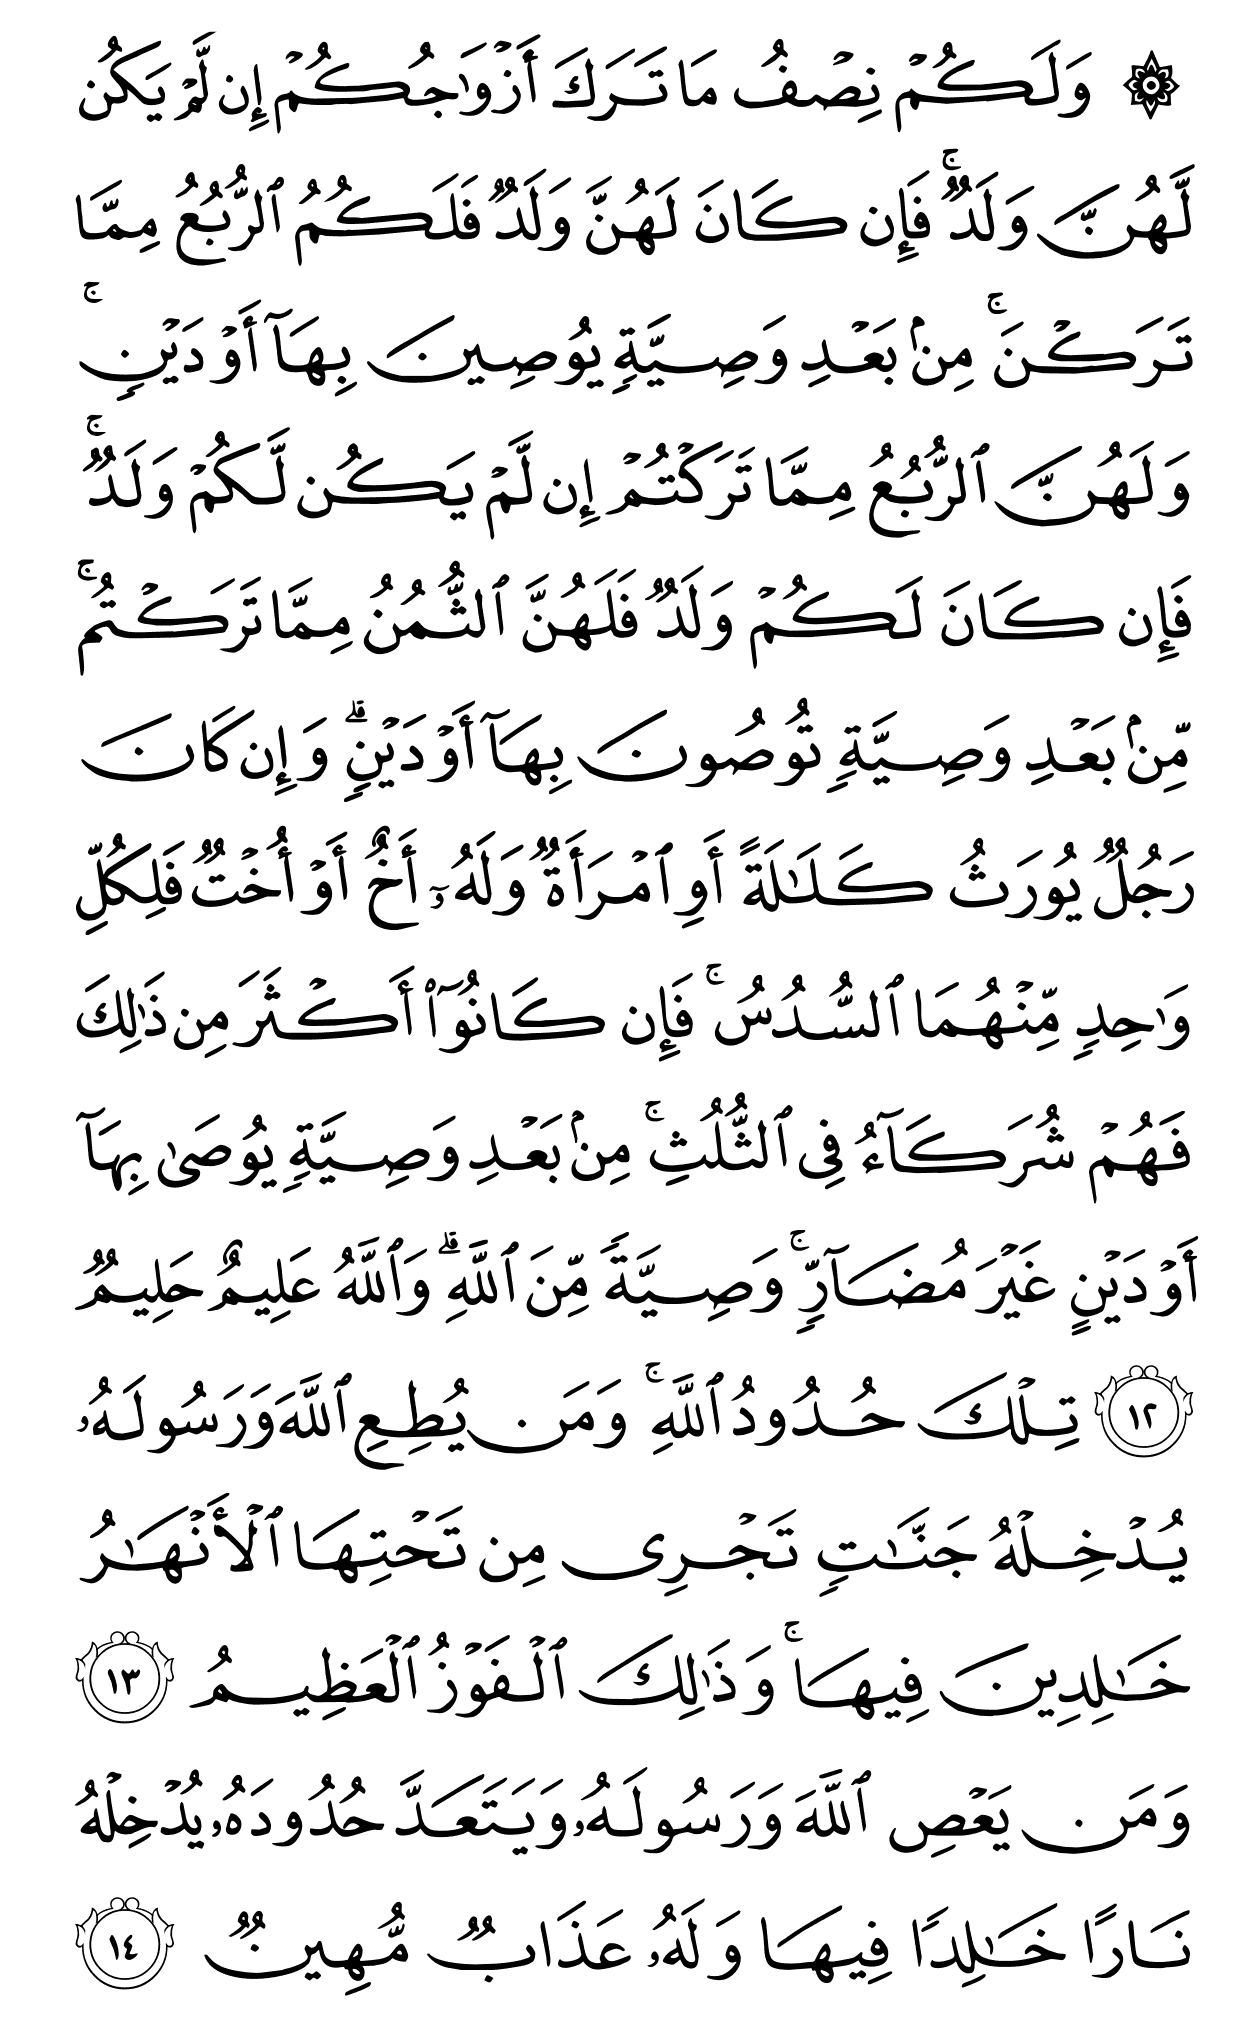 ۞ وَلَكُمۡ نِصۡفُ مَا تَرَكَ أَزۡوَٰجُكُمۡ إِن لَّمۡ يَكُن
لَّهُنَّ وَلَدٞۚ فَإِن كَانَ لَهُنَّ وَلَدٞ فَلَكُمُ ٱلرُّبُعُ مِمَّا
تَرَكۡنَۚ مِنۢ بَعۡدِ وَصِيَّةٖ يُوصِينَ بِهَآ أَوۡ دَيۡنٖۚ
وَلَهُنَّ ٱلرُّبُعُ مِمَّا تَرَكۡتُمۡ إِن لَّمۡ يَكُن لَّكُمۡ وَلَدٞۚ
فَإِن كَانَ لَكُمۡ وَلَدٞ فَلَهُنَّ ٱلثُّمُنُ مِمَّا تَرَكۡتُمۚ
مِّنۢ بَعۡدِ وَصِيَّةٖ تُوصُونَ بِهَآ أَوۡ دَيۡنٖۗ وَإِن كَانَ
رَجُلٞ يُورَثُ كَلَٰلَةً أَوِ ٱمۡرَأَةٞ وَلَهُۥٓ أَخٌ أَوۡ أُخۡتٞ فَلِكُلِّ
وَٰحِدٖ مِّنۡهُمَا ٱلسُّدُسُۚ فَإِن كَانُوٓاْ أَكۡثَرَ مِن ذَٰلِكَ
فَهُمۡ شُرَكَآءُ فِي ٱلثُّلُثِۚ مِنۢ بَعۡدِ وَصِيَّةٖ يُوصَىٰ بِهَآ
أَوۡ دَيۡنٍ غَيۡرَ مُضَآرّٖۚ وَصِيَّةٗ مِّنَ ٱللَّهِۗ وَٱللَّهُ عَلِيمٌ حَلِيمٞ
١٢ تِلۡكَ حُدُودُ ٱللَّهِۚ وَمَن يُطِعِ ٱللَّهَ وَرَسُولَهُۥ
يُدۡخِلۡهُ جَنَّٰتٖ تَجۡرِي مِن تَحۡتِهَا ٱلۡأَنۡهَٰرُ
خَٰلِدِينَ فِيهَاۚ وَذَٰلِكَ ٱلۡفَوۡزُ ٱلۡعَظِيمُ ١٣
وَمَن يَعۡصِ ٱللَّهَ وَرَسُولَهُۥ وَيَتَعَدَّ حُدُودَهُۥ يُدۡخِلۡهُ
نَارًا خَٰلِدٗا فِيهَا وَلَهُۥ عَذَابٞ مُّهِينٞ ١٤